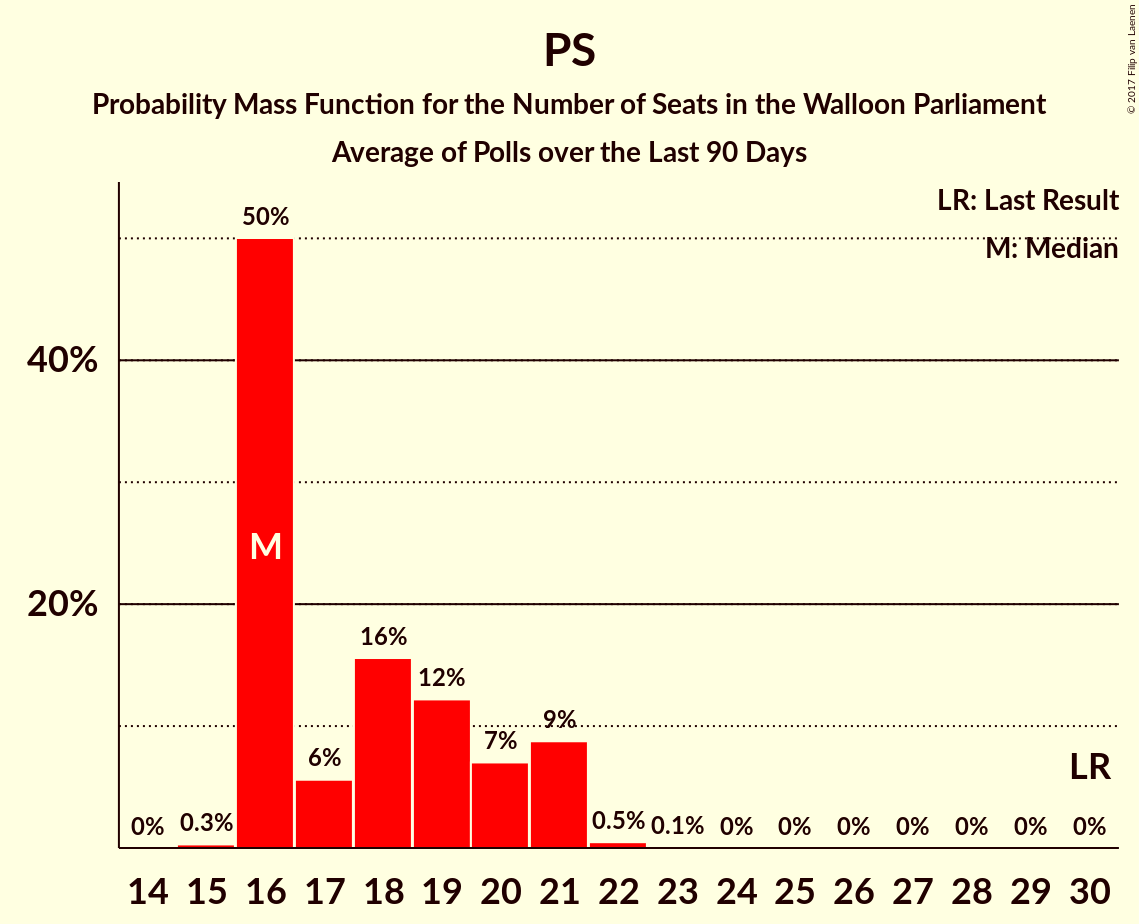 PS
Probability Mass Function for the Number of Seats in the Walloon Parliament
Average of Polls over the Last 90 Days
© 2017 Filip van Laenen
LR: Last Result
M: Median
50%
40%
M
20%
16%
12%
9%
7%
6%
LR
0% 0.3% 0.5% 0.1% 0% 0% 0% 0% 0% 0% 0%
14 15 16 17 18 19 20 21 22 23 24 25 26 27 28 29 30